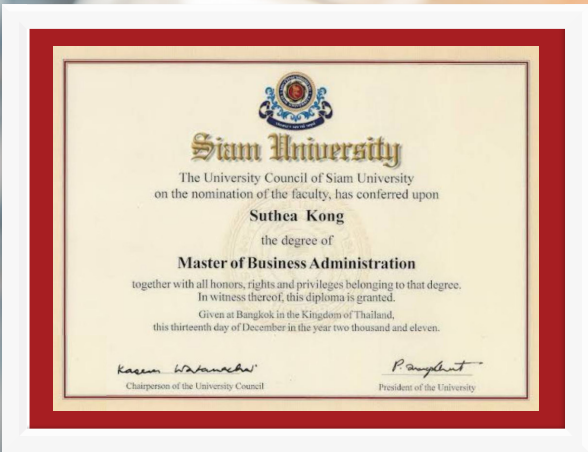 Siam University
The University Council of Siam University
on the nomination of the faculty, has conferred upon
Suthea Kong
the degree of
Master of Business Administration
together with all honors, rights and privileges belonging to that degree.
In witness thereof, this diploma is granted.
Given at Bangkok in the Kingdom of Thailand,
this thirteenth day of December in the year two thousand and eleven.
Chairperson of the University Council
President of the University